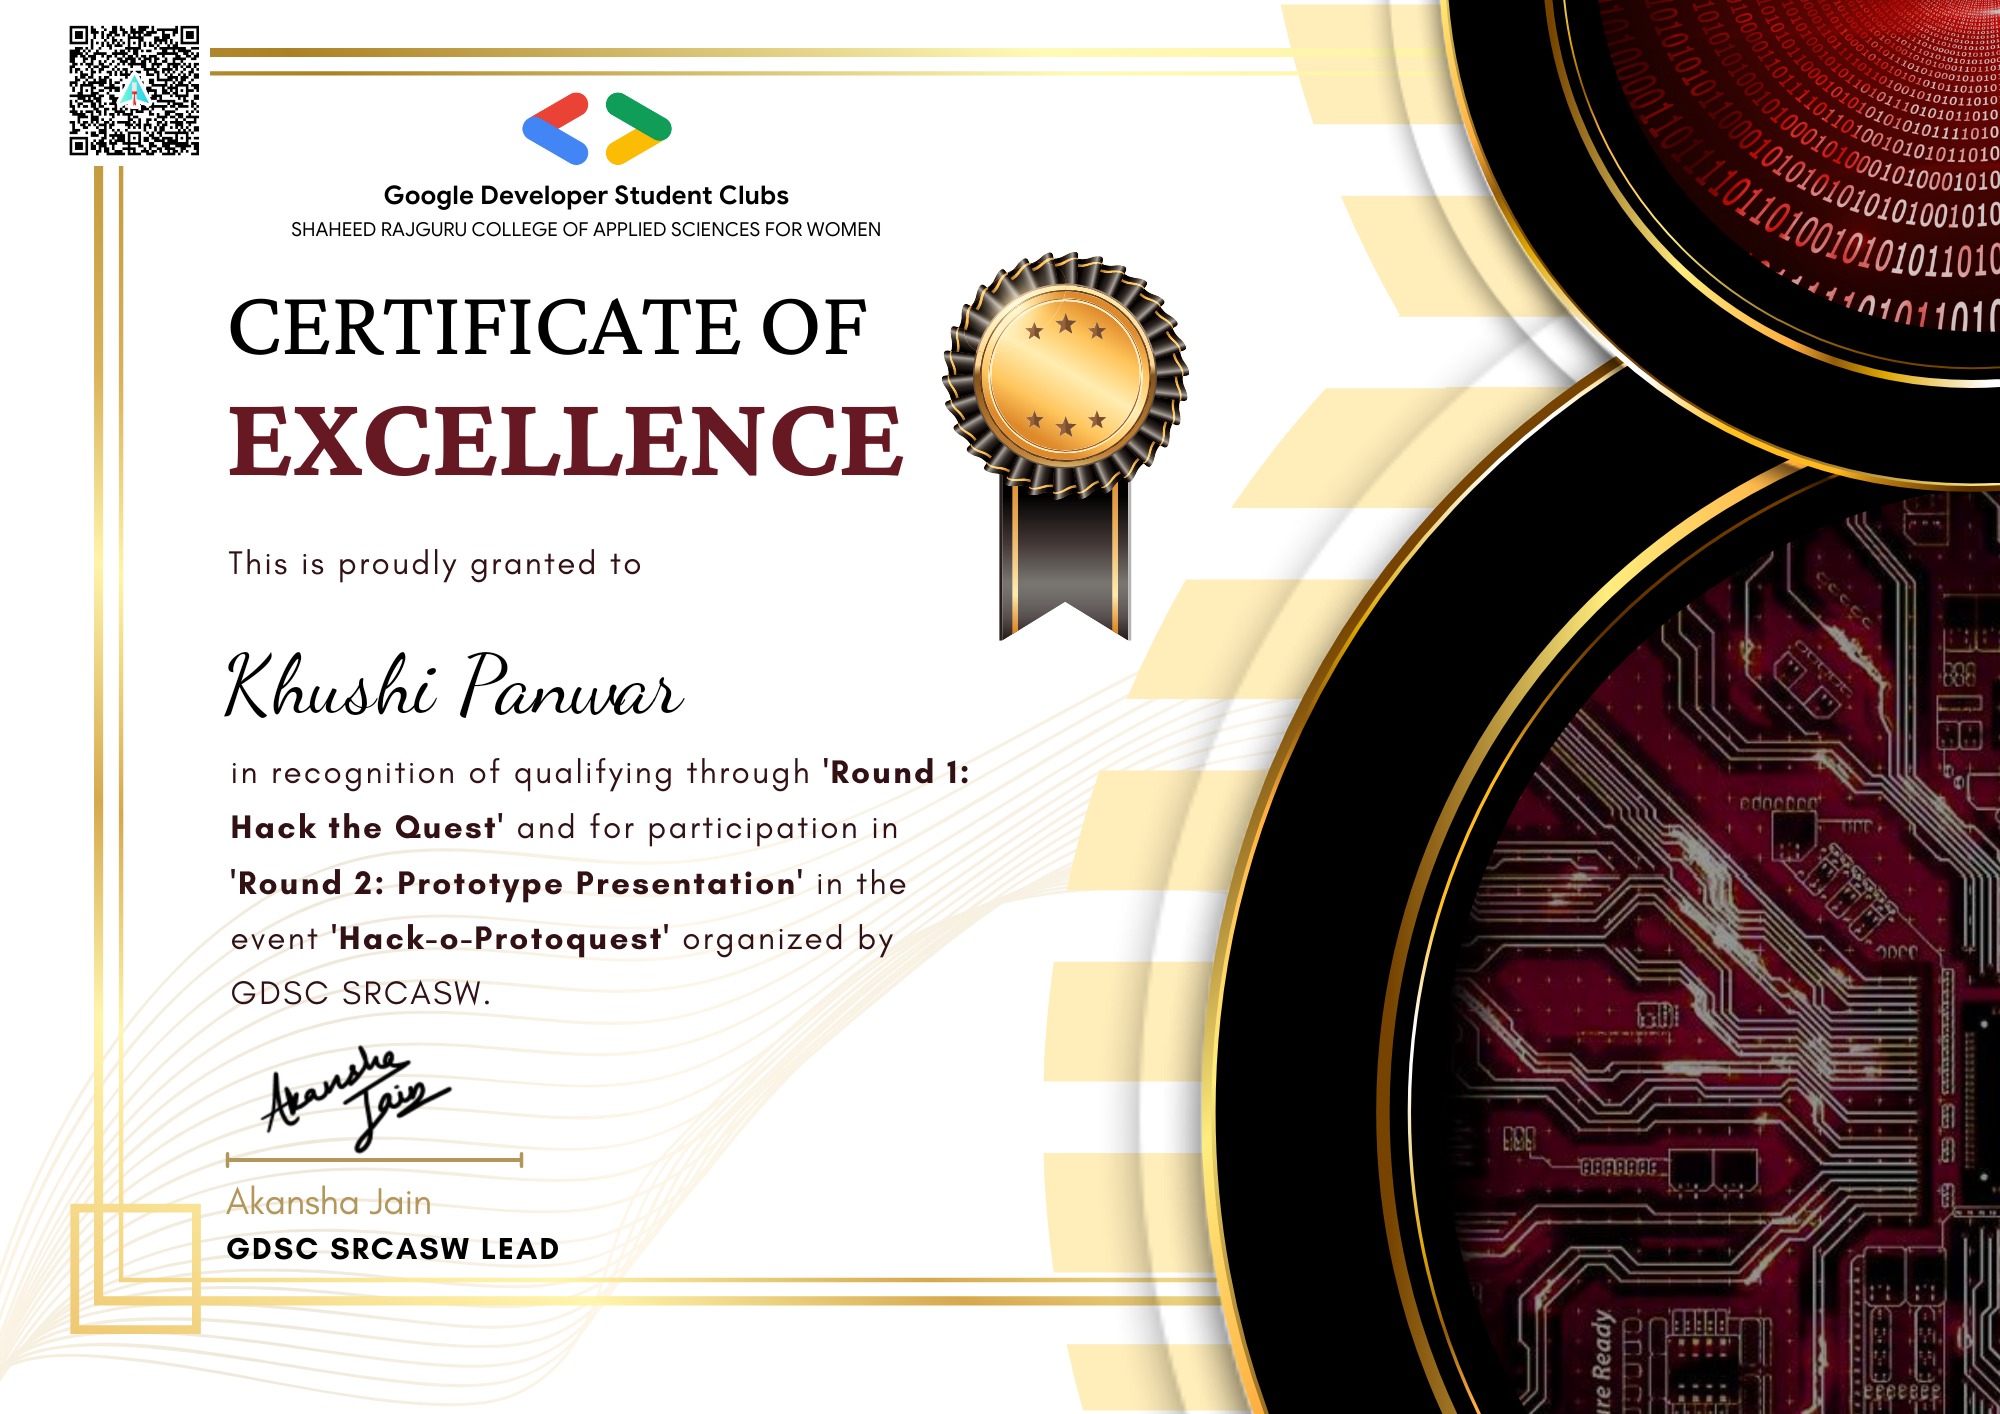 Google Developer Student Clubs
SHAHEED RAJGURU COLLEGE OF APPLIED SCIENCES FOR WOMEN
CERTIFICATE OF
EXCELLENCE
This is proudly granted to
Khushi Panwar
in recognition of qualifying through 'Round 1:
Hack the Quest' and for participation in
'Round 2: Prototype Presentation' in the
event 'Hack-o-Protoquest' organized by
GDSC SRCASW.
Akansha
Jain
Akansha Jain
GDSC SRCASW LEAD
Ready